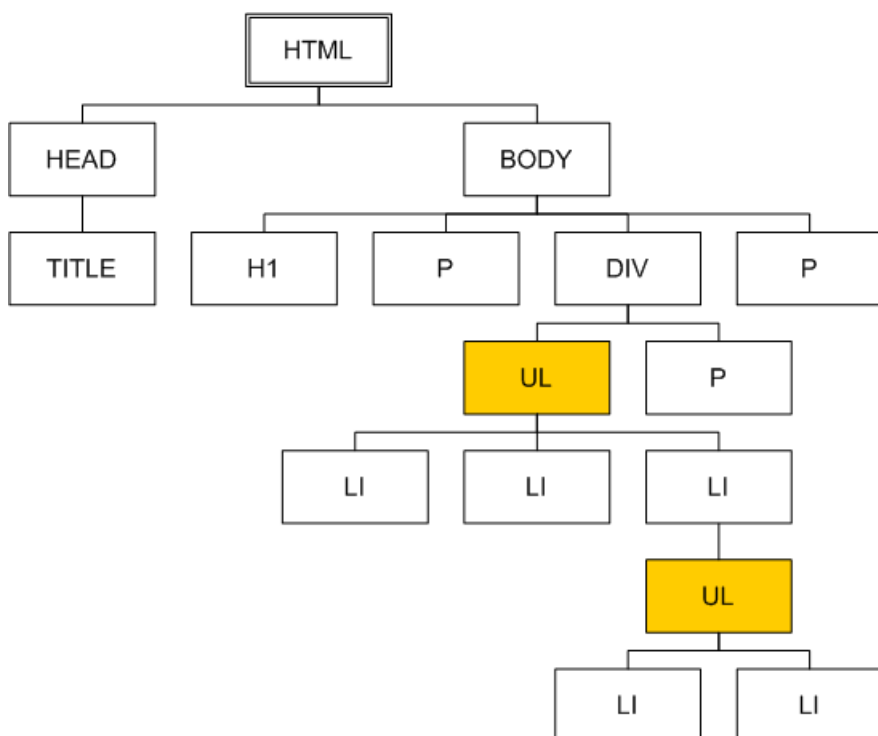 HTML
HEAD BODY
TITLE H1 P DIV P
UL P
LI LI LI
UL
LI LI